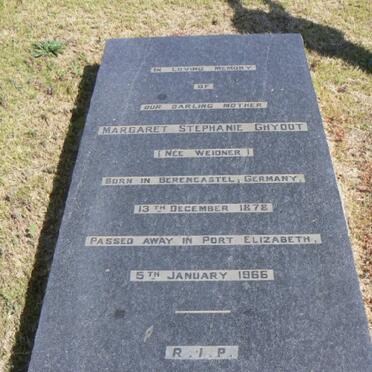 IN LOVING MEMORY
OF
OUR DARLING MOTHER
MARGARET STEPHANIE GHYOOT
(NEE WEIDNER)
BORN IN BERENCASTEL, GERMANY.
13TH DECEMBER 1878
PASSED AWAY IN PORT ELIZABETH,
5TH JANUARY 1966
R.I.P.